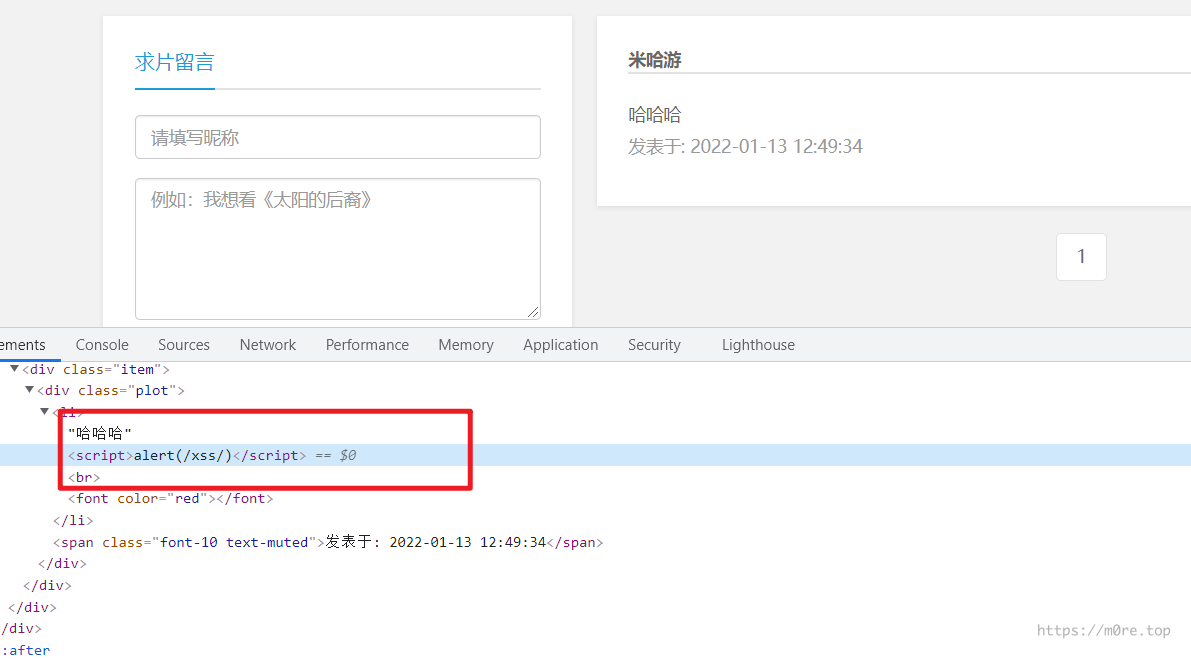 求片留言
请填写昵称
例如：我想看《太阳的后裔》
米哈游
哈哈哈
发表于: 2022-01-13 12:49:34
1
ements Console Sources Network Performance Memory Application Security Lighthouse
<div class="item">
<div class="plot">
<li>
"哈哈哈"
<script>alert(/xss/)</script> == $0
<br>
<font color="red"></font>
</li>
<span class="font-10 text-muted">发表于: 2022-01-13 12:49:34</span>
</div>
</div>
</div>
/div>
:after
https://m0re.top